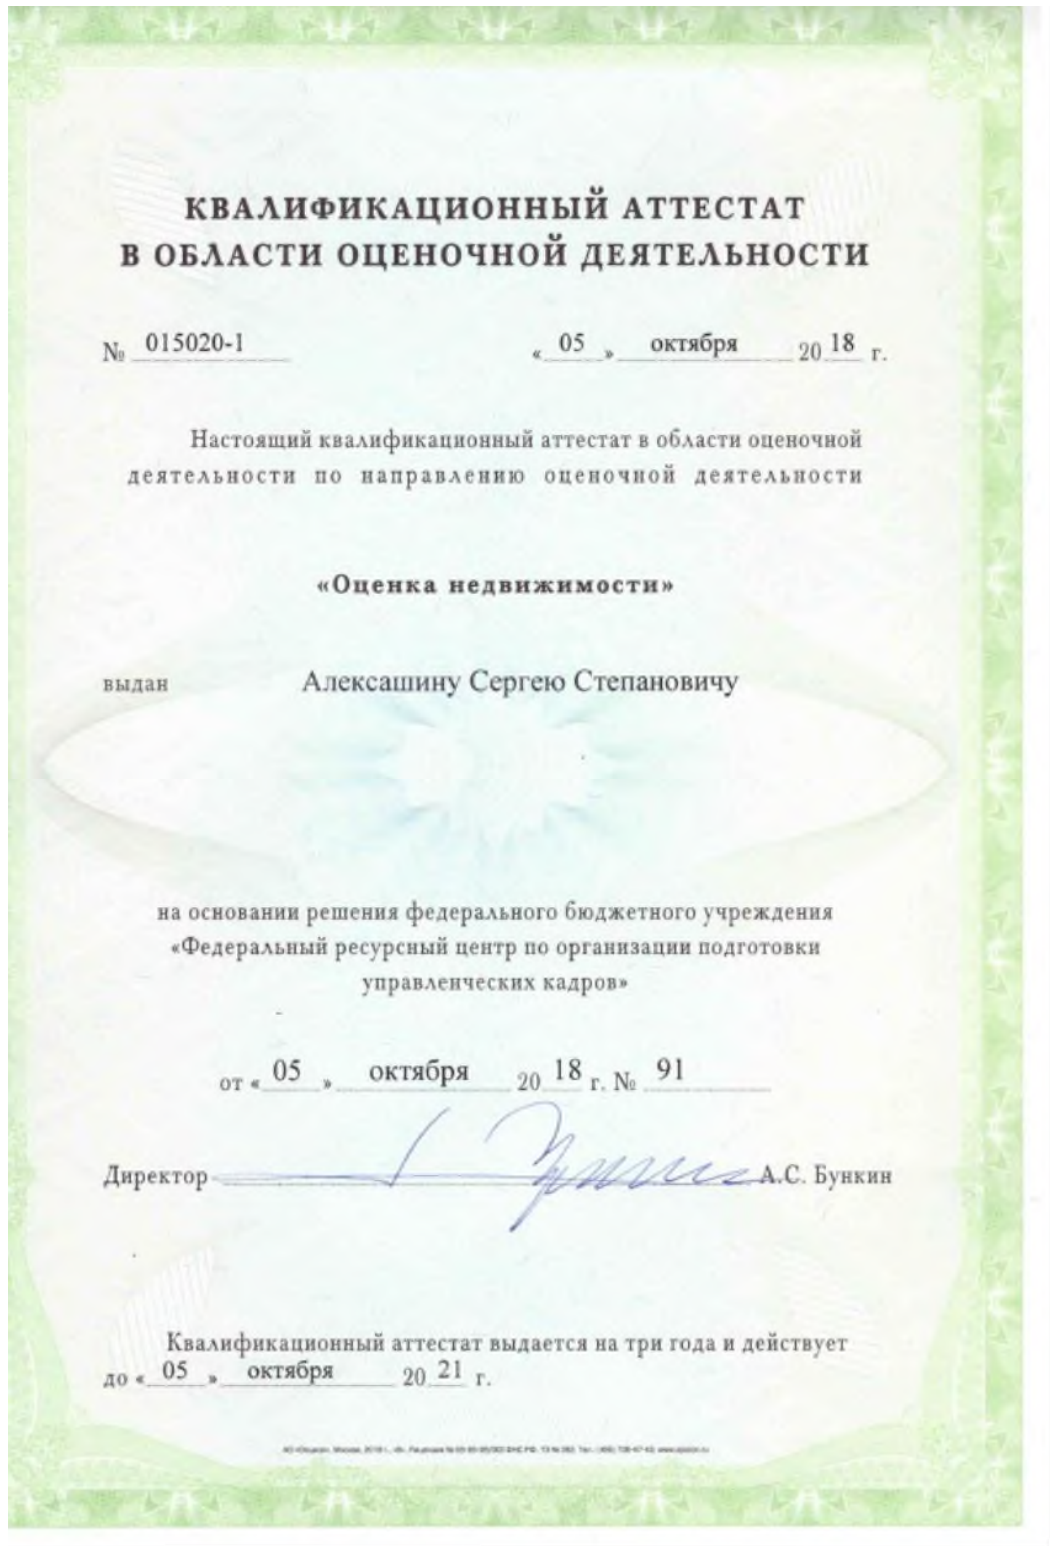 КВАЛИФИКАЦИОННЫЙ АТТЕСТАТ
В ОБЛАСТИ ОЦЕНОЧНОЙ ДЕЯТЕЛЬНОСТИ
№ 015020-1 « 05 » октября 20 18 г.
Настоящий квалификационный аттестат в области оценочной
деятельности по направлению оценочной деятельности
«Оценка недвижимости»
выдан Алексашину Сергею Степановичу
на основании решения федерального бюджетного учреждения
«Федеральный ресурсный центр по организации подготовки
управленческих кадров»
от « 05 » октября 20 18 г. № 91
Директор А.С. Бункин
Квалификационный аттестат выдается на три года и действует
до « 05 » октября 20 21 г.